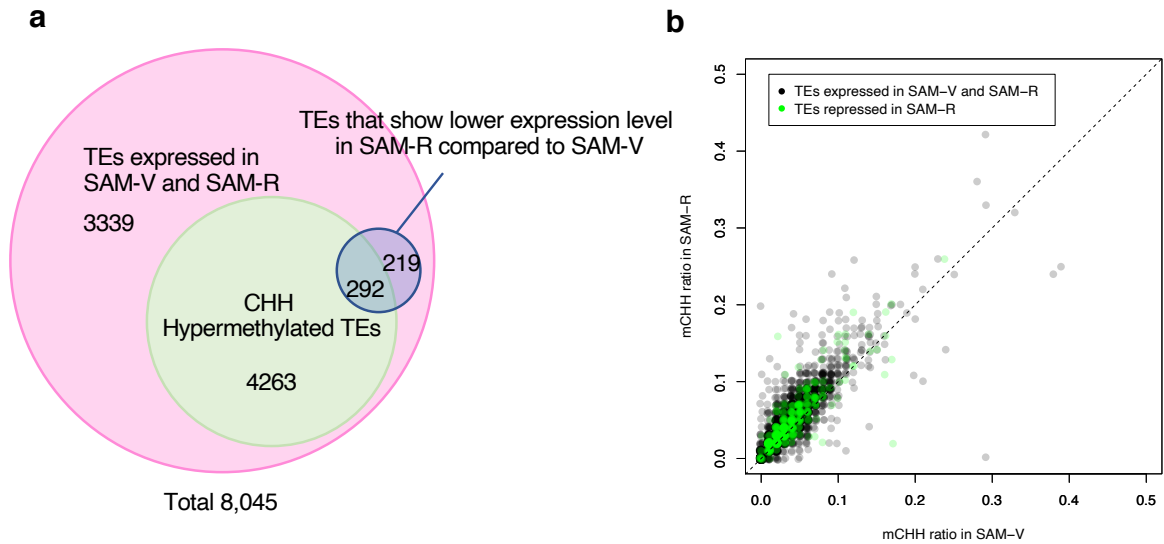 a
TEs that show lower expression level
in SAM-R compared to SAM-V
TEs expressed in
SAM-V and SAM-R
3339
219
292
CHH
Hypermethylated TEs
4263
Total 8,045
b
TEs expressed in SAM−V and SAM−R
TEs repressed in SAM−R
mCHH ratio in SAM−R
0.5
0.4
0.3
0.2
0.1
0.0
0.0 0.1 0.2 0.3 0.4 0.5
mCHH ratio in SAM−V